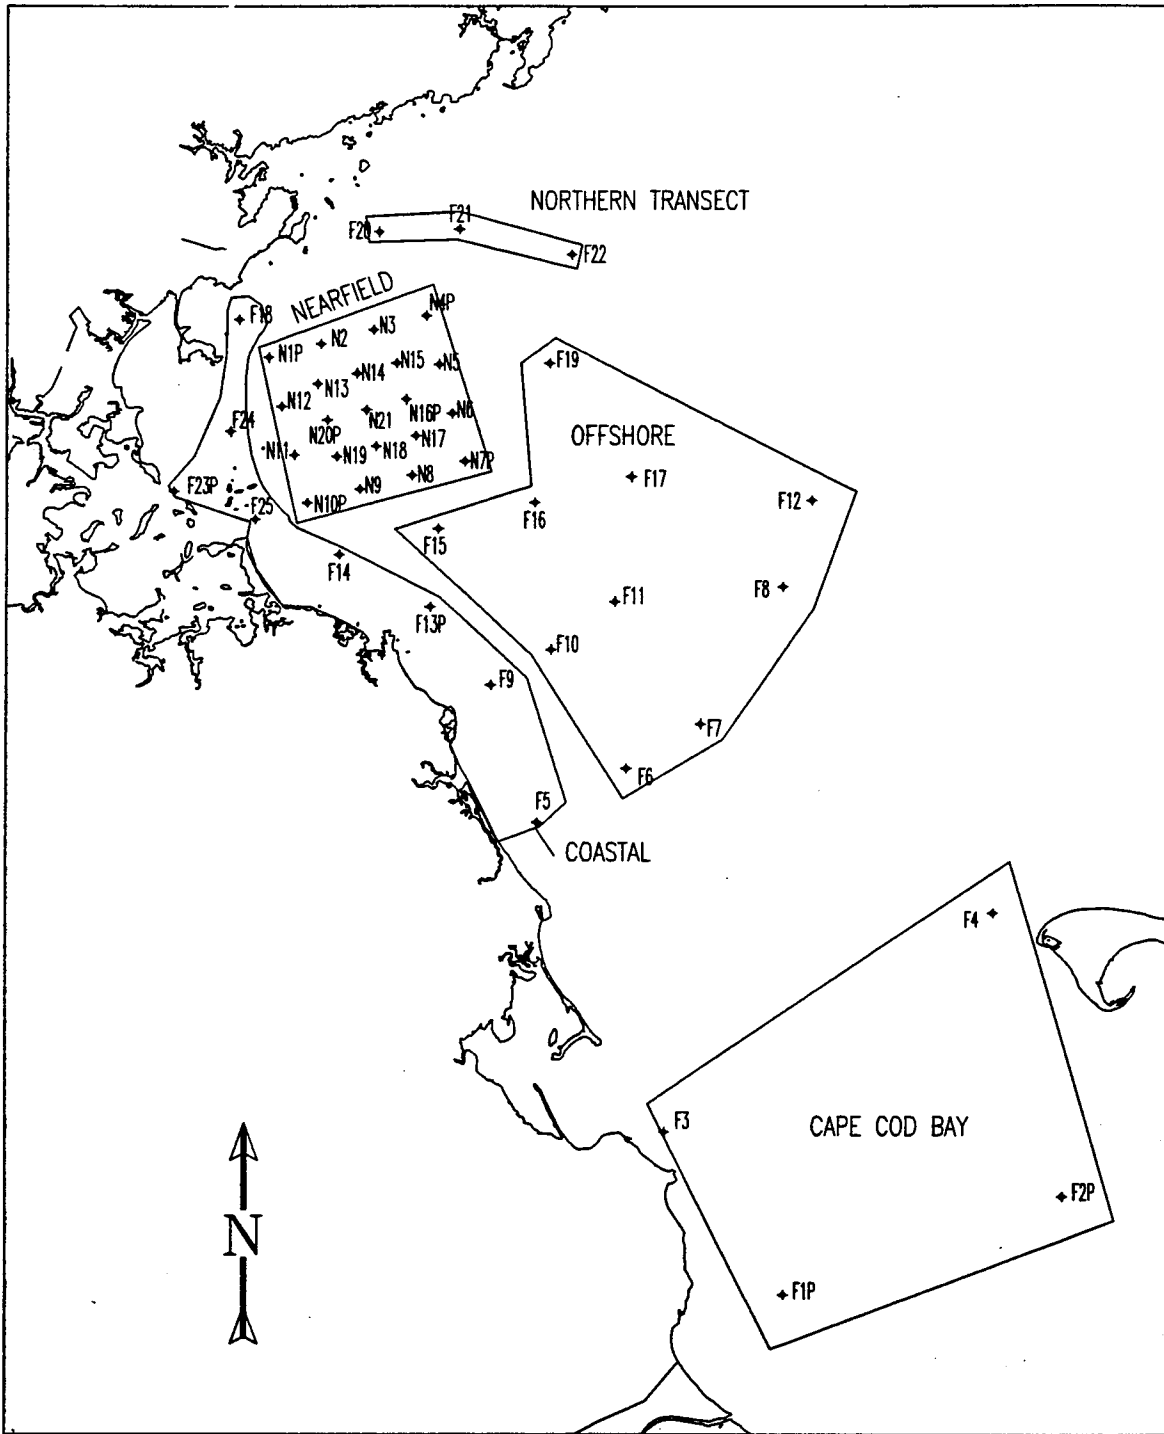 NORTHERN TRANSECT
F20
F21
F22
NEARFIELD
F18
N4P
N3
N2
N1P
N15
N5
F19
N14
N13
N12
N16P
N6
N21
F24
N20P
OFFSHORE
N17
N11
N18
N19
N7P
N8
F17
F23P
N9
F12
N10P
F16
F25
F15
F14
F8
F11
F13P
F10
F9
F7
F6
F5
COASTAL
F4
F3
CAPE COD BAY
F2P
N
F1P